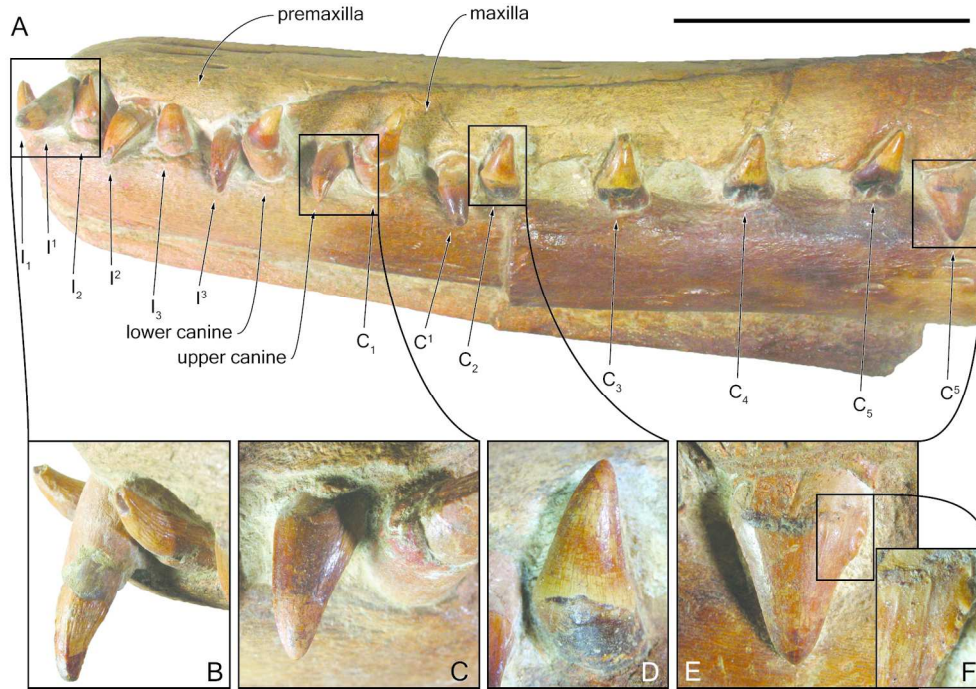 A
premaxilla
maxilla
I₁
I¹
I₂
I²
I₃
I³
lower canine
upper canine
C₁
C¹
C₂
C₃
C₄
C₅
C⁵
B
C
D
E
F